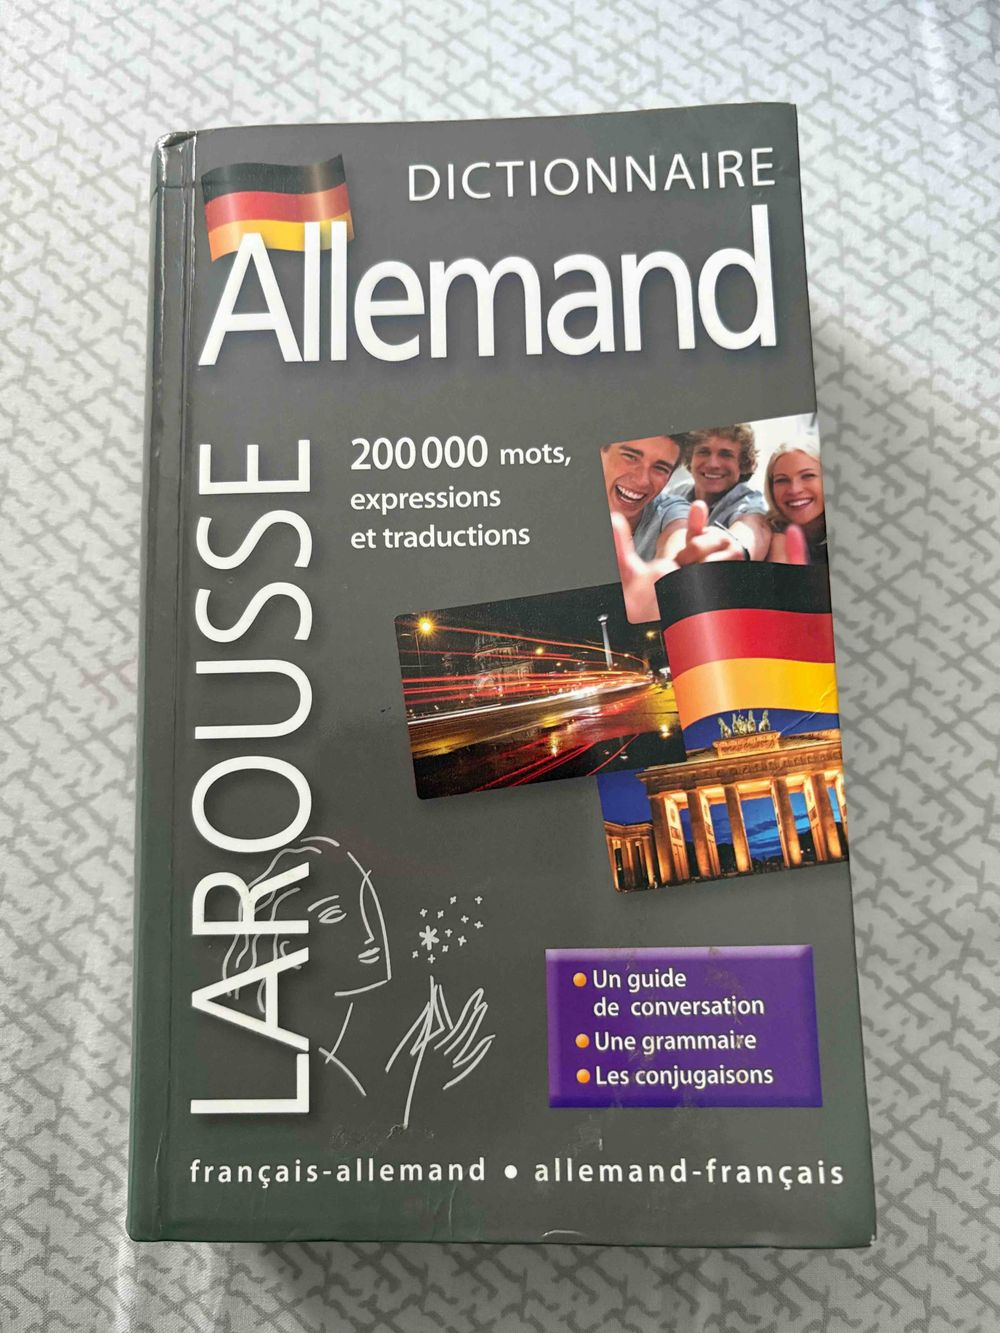 DICTIONNAIRE
Allemand
LAROUSSE
200 000 mots,
expressions
et traductions
Un guide
de conversation
Une grammaire
Les conjugaisons
français-allemand • allemand-français